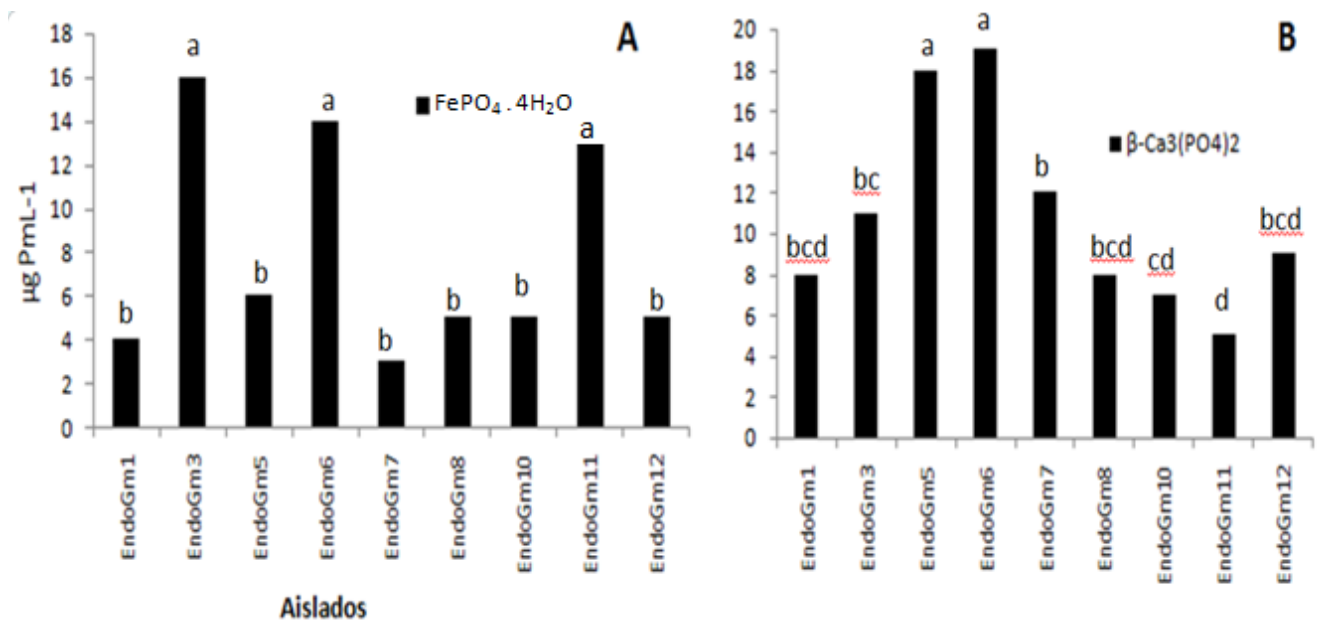 A
18
16
14
12
10
8
6
4
2
0
µg PmL-1
FePO₄ . 4H₂O
b
a
b
a
b
b
b
a
b
EndoGm1
EndoGm3
EndoGm5
EndoGm6
EndoGm7
EndoGm8
EndoGm10
EndoGm11
EndoGm12
Aislados
B
20
18
16
14
12
10
8
6
4
2
0
β-Ca3(PO4)2
bcd
bc
a
a
b
bcd
cd
d
bcd
EndoGm1
EndoGm3
EndoGm5
EndoGm6
EndoGm7
EndoGm8
EndoGm10
EndoGm11
EndoGm12